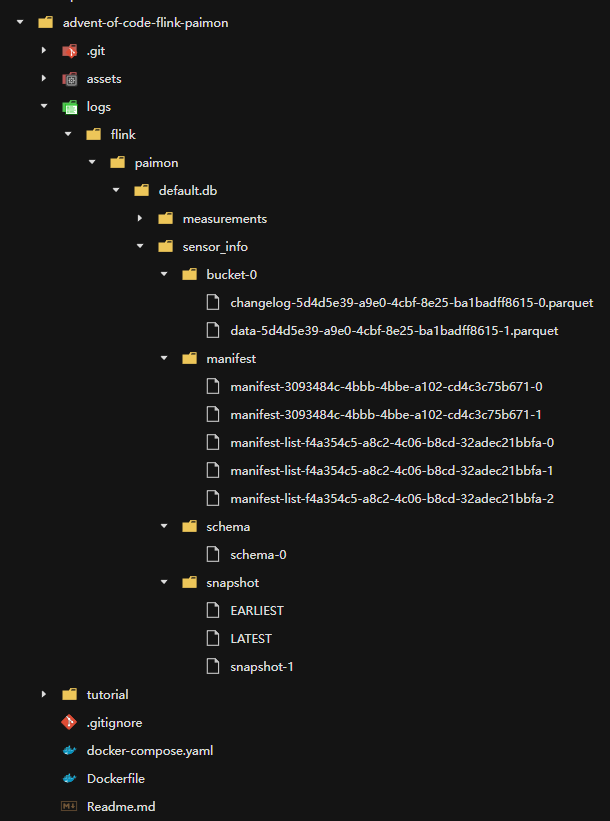 advent-of-code-flink-paimon
.git
assets
logs
flink
paimon
default.db
measurements
sensor_info
bucket-0
changelog-5d4d5e39-a9e0-4cbf-8e25-ba1badff8615-0.parquet
data-5d4d5e39-a9e0-4cbf-8e25-ba1badff8615-1.parquet
manifest
manifest-3093484c-4bbb-4bbe-a102-cd4c3c75b671-0
manifest-3093484c-4bbb-4bbe-a102-cd4c3c75b671-1
manifest-list-f4a354c5-a8c2-4c06-b8cd-32adec21bbfa-0
manifest-list-f4a354c5-a8c2-4c06-b8cd-32adec21bbfa-1
manifest-list-f4a354c5-a8c2-4c06-b8cd-32adec21bbfa-2
schema
schema-0
snapshot
EARLIEST
LATEST
snapshot-1
tutorial
.gitignore
docker-compose.yaml
Dockerfile
Readme.md